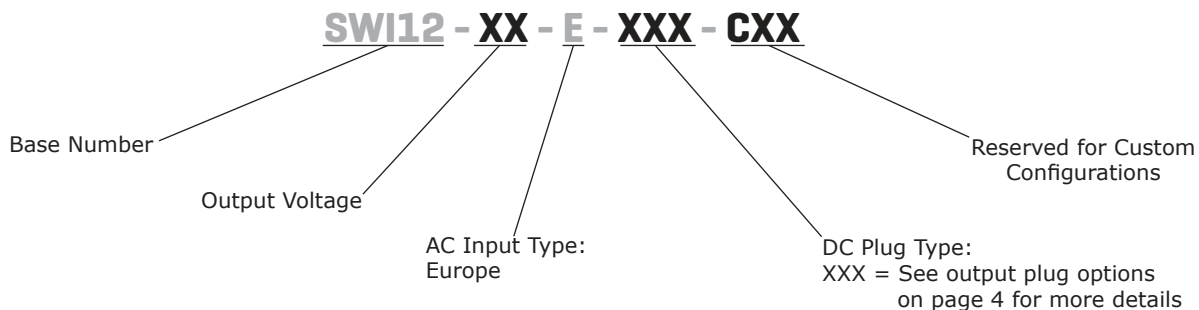 SWI12 - XX - E - XXX - CXX
Base Number
Output Voltage
AC Input Type:
Europe
DC Plug Type:
XXX = See output plug options
on page 4 for more details
Reserved for Custom
Configurations